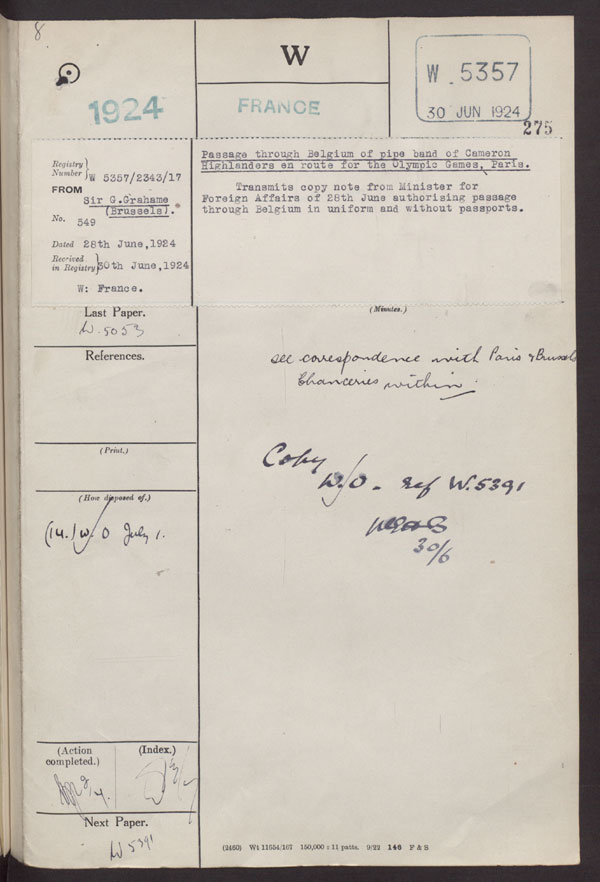 8
W
W 5357
1924
FRANCE
30 JUN 1924
275
Registry
Number W 5357/2343/17
FROM
Sir G.Grahame
(Brussels).
No. 549
Dated 28th June,1924
Received
in Registry 30th June,1924
W: France.
Passage through Belgium of pipe band of Cameron
Highlanders en route for the Olympic Games, Paris.
Transmits copy note from Minister for
Foreign Affairs of 28th June authorising passage
through Belgium in uniform and without passports.
Last Paper.
W.5053
References.
(Print.)
(How disposed of.)
(14.) W.O July 1.
(Action
completed.)
(Index.)
Next Paper.
W 5391
(Minutes.)
see correspondence with Paris & Brussels
Chanceries within.
Copy
W/O - ref W.5391
30/6
(2460) Wt 11554/167 150,000 : 11 patts. 9/22 146 F & S